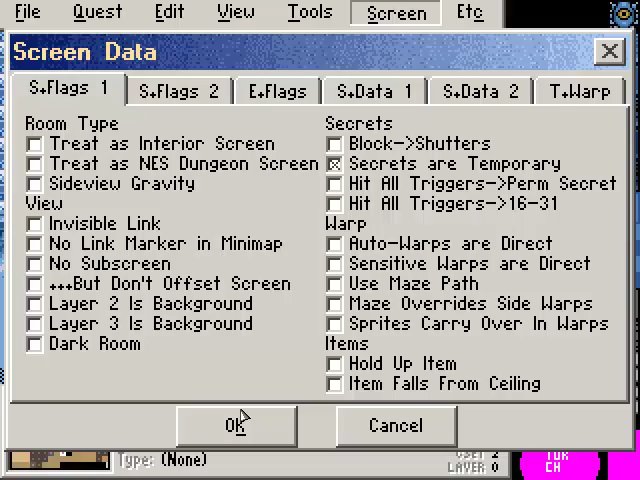 File Quest Edit View Tools Screen Etc
Screen Data
S.Flags 1 S.Flags 2 E.Flags S.Data 1 S.Data 2 T.Warp
Room Type
Treat as Interior Screen
Treat as NES Dungeon Screen
Sideview Gravity
View
Invisible Link
No Link Marker in Minimap
No Subscreen
...But Don't Offset Screen
Layer 2 Is Background
Layer 3 Is Background
Dark Room
Secrets
Block->Shutters
Secrets are Temporary
Hit All Triggers->Perm Secret
Hit All Triggers->16-31
Warp
Auto-Warps are Direct
Sensitive Warps are Direct
Use Maze Path
Maze Overrides Side Warps
Sprites Carry Over In Warps
Items
Hold Up Item
Item Falls From Ceiling
OK Cancel
Type: (None)
CSET 2
LAYER 0
TOR
CH